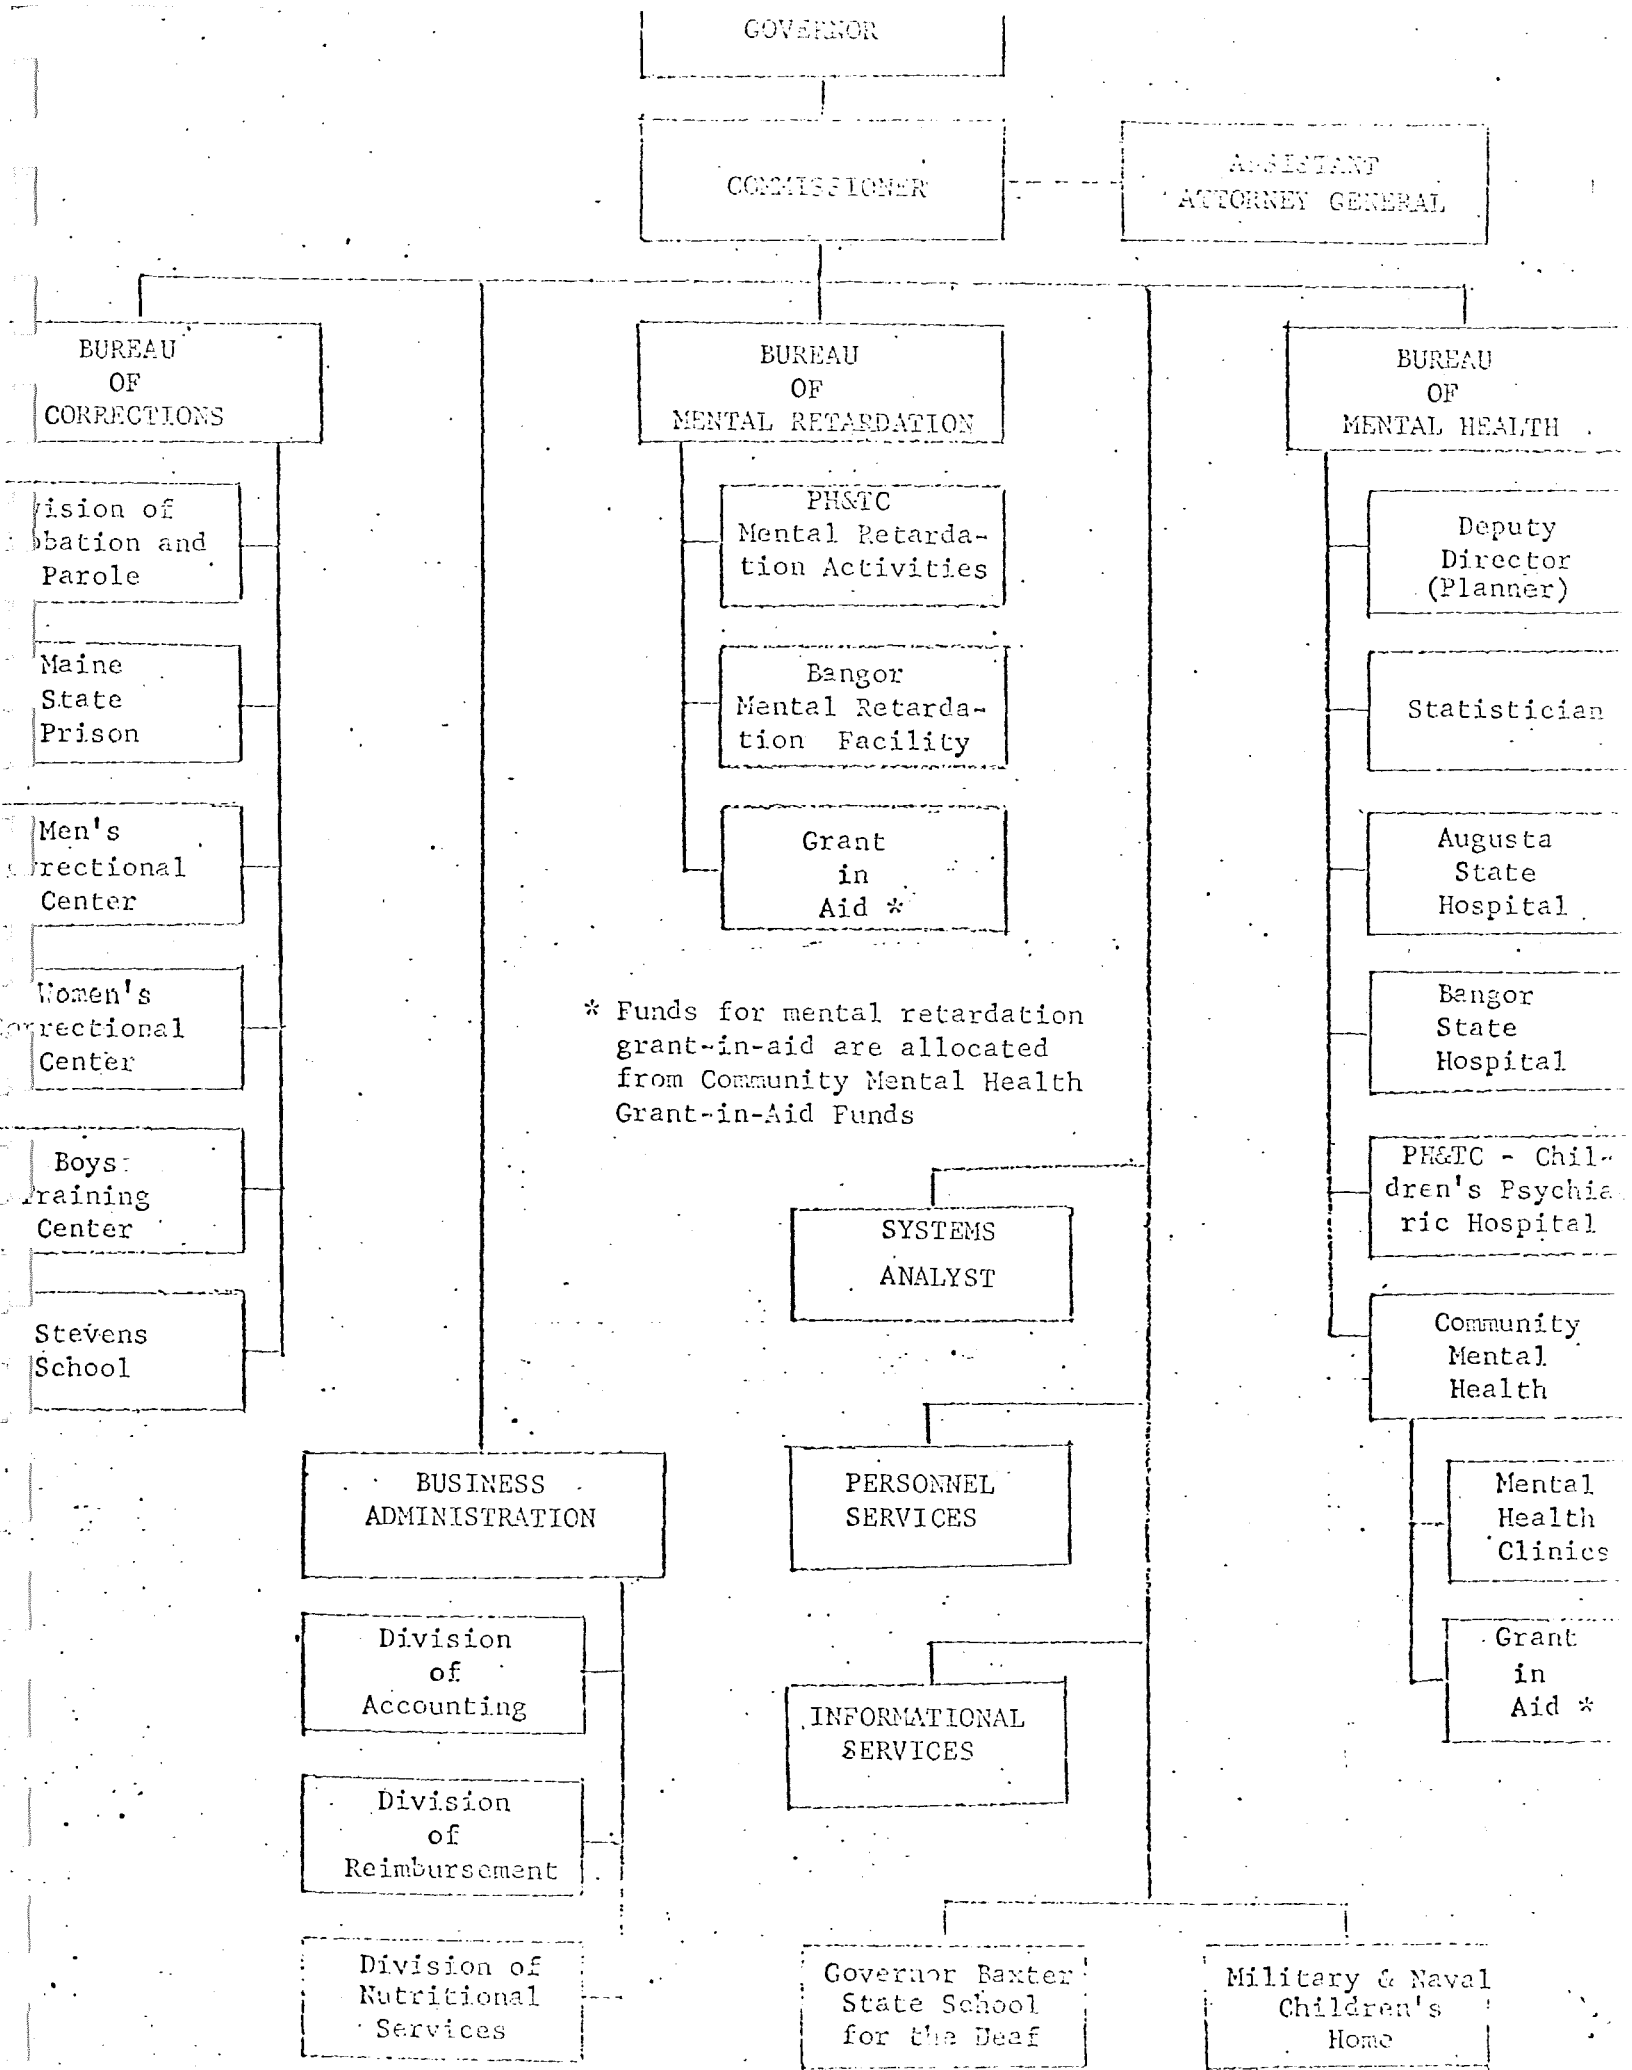 GOVERNOR
COMMISSIONER
ASSISTANT
ATTORNEY GENERAL
BUREAU
OF
CORRECTIONS
BUREAU
OF
MENTAL RETARDATION
BUREAU
OF
MENTAL HEALTH
vision of
bation and
Parole
Maine
State
Prison
Men's
rrectional
Center
Women's
orrectional
Center
Boys
Training
Center
Stevens
School
PH&TC
Mental Retarda-
tion Activities
Bangor
Mental Retarda-
tion Facility
Grant
in
Aid *
* Funds for mental retardation
grant-in-aid are allocated
from Community Mental Health
Grant-in-Aid Funds
Deputy
Director
(Planner)
Statistician
Augusta
State
Hospital
Bangor
State
Hospital
PH&TC - Chil-
dren's Psychia
ric Hospital
Community
Mental
Health
Mental
Health
Clinics
Grant
in
Aid *
SYSTEMS
ANALYST
PERSONNEL
SERVICES
INFORMATIONAL
SERVICES
BUSINESS
ADMINISTRATION
Division
of
Accounting
Division
of
Reimbursement
Division of
Nutritional
Services
Governor Baxter
State School
for the Deaf
Military & Naval
Children's
Home